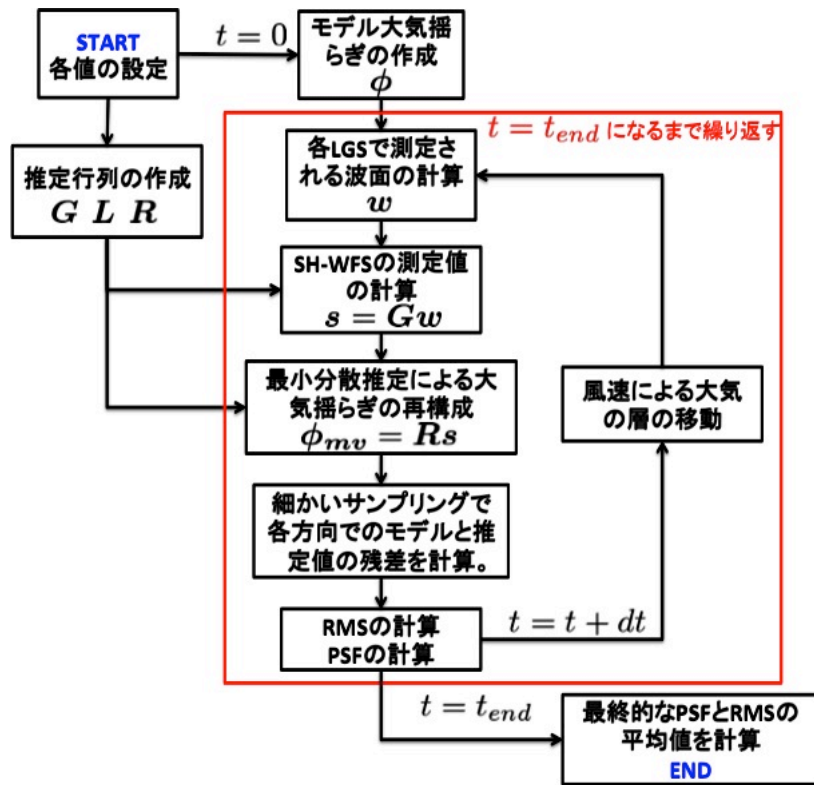 START
各値の設定
t = 0
モデル大気揺
らぎの作成
ϕ
t = t_end になるまで繰り返す
推定行列の作成
G L R
各LGSで測定さ
れる波面の計算
w
SH-WFSの測定値
の計算
s = Gw
最小分散推定による大
気揺らぎの再構成
ϕ_mv = Rs
風速による大気
の層の移動
細かいサンプリングで
各方向でのモデルと推
定値の残差を計算。
RMSの計算
PSFの計算
t = t + dt
t = t_end
最終的なPSFとRMSの
平均値を計算
END